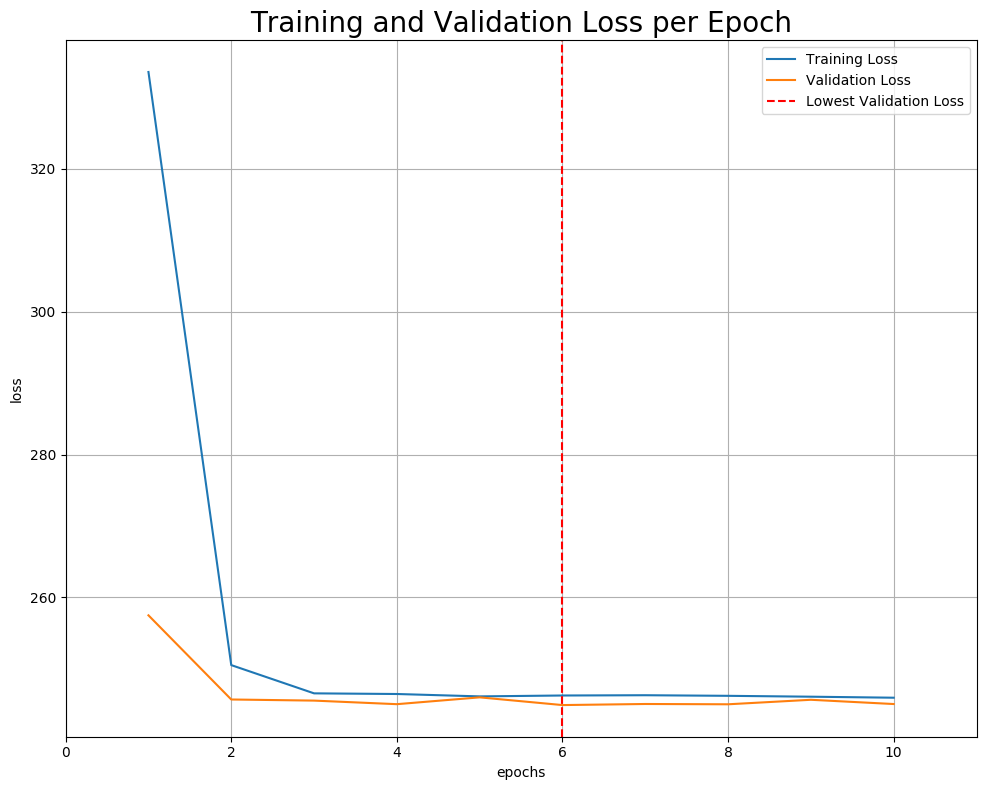 Training and Validation Loss per Epoch
Training Loss
Validation Loss
Lowest Validation Loss
320
300
280
260
loss
0 2 4 6 8 10
epochs